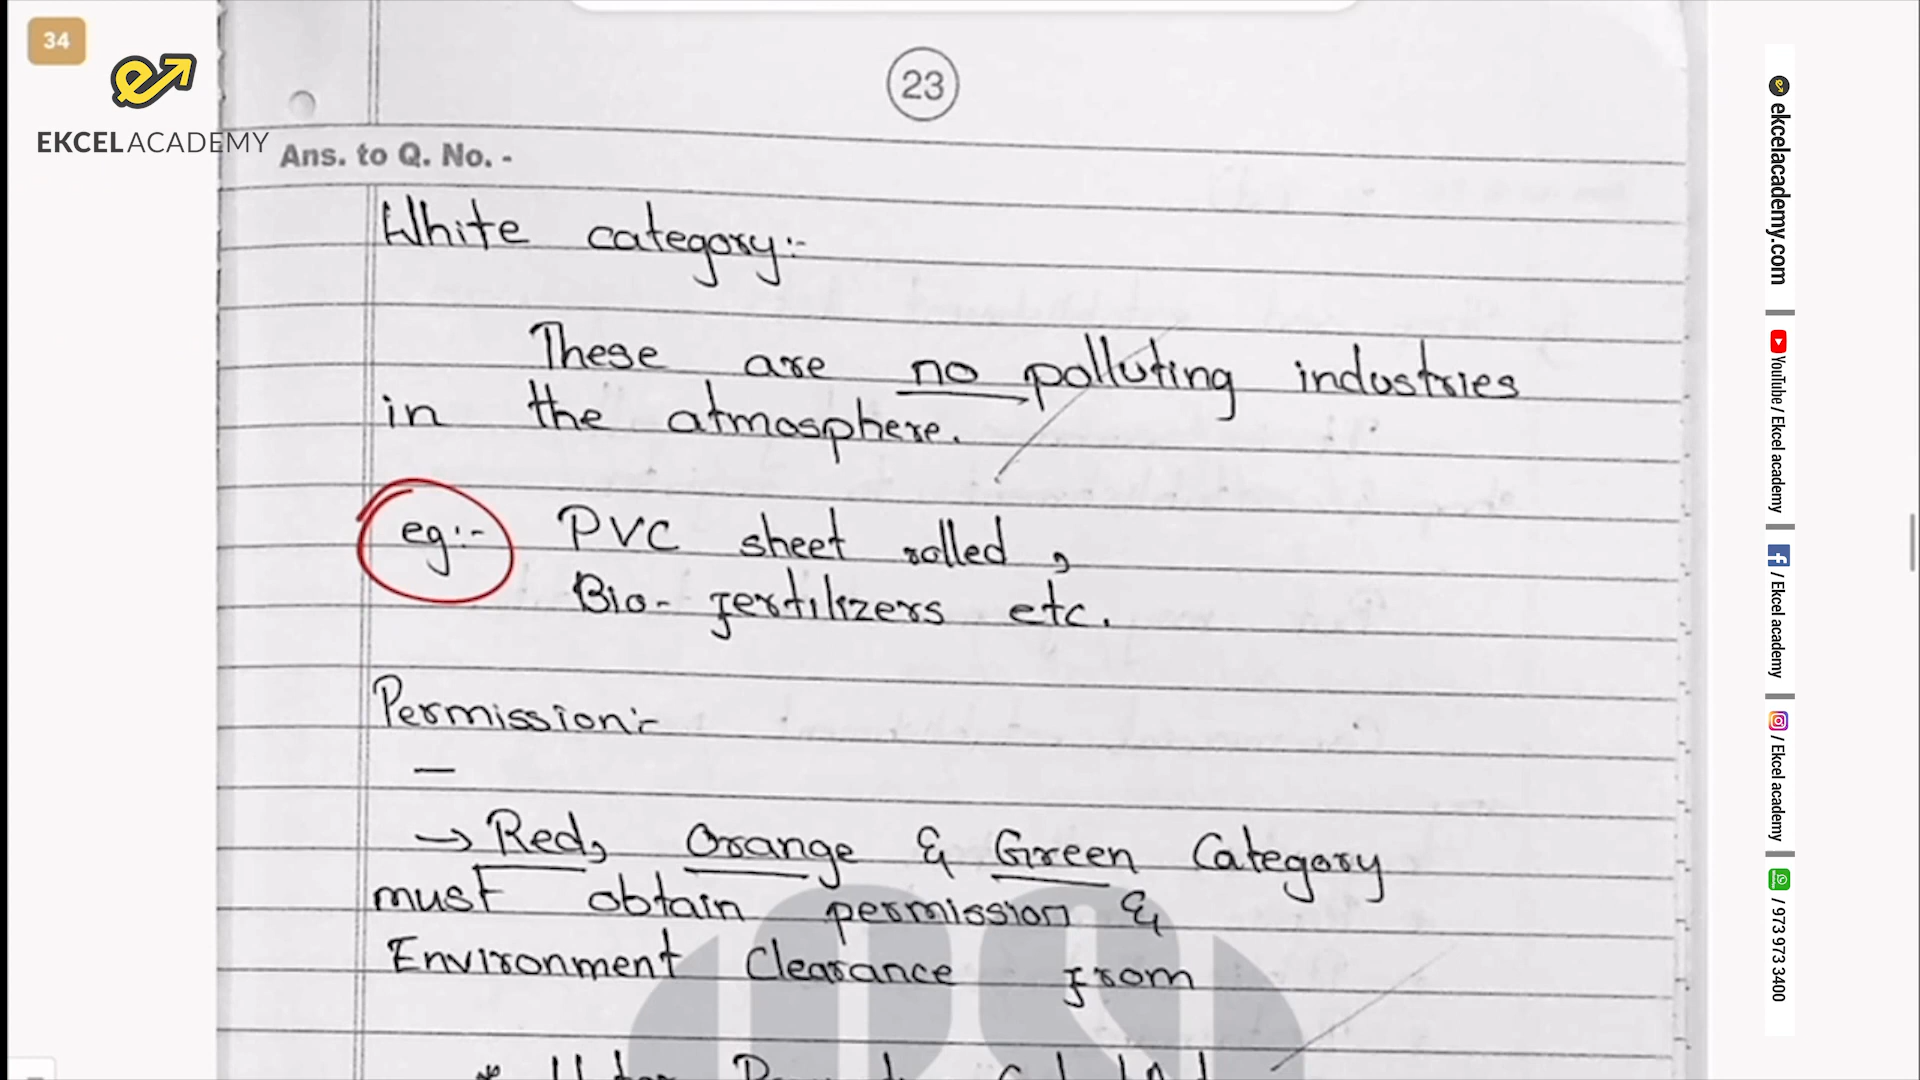 34
EKCELACADEMY
23
Ans. to Q. No. -
White category:-
These are no polluting industries
in the atmosphere.
eg:- PVC sheet rolled,
Bio-fertilizers etc.
Permission:-
—
→ Red, Orange & Green Category
must obtain permission &
Environment Clearance from
ekcelacademy.com
YouTube / Ekcel academy
/ Ekcel academy
/ Ekcel academy
/ 973 973 3400